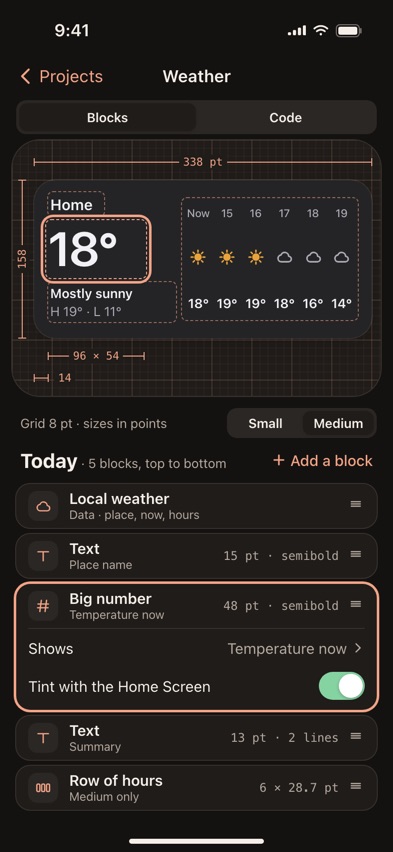 9:41
Projects
Weather
Blocks
Code
338 pt
158
Home
18°
Mostly sunny
H 19° · L 11°
Now 15 16 17 18 19
18° 19° 19° 18° 16° 14°
96 × 54
14
Grid 8 pt · sizes in points
Small
Medium
Today · 5 blocks, top to bottom
+ Add a block
Local weather
Data · place, now, hours
Text
Place name
15 pt · semibold
Big number
Temperature now
48 pt · semibold
Shows
Temperature now
Tint with the Home Screen
Text
Summary
13 pt · 2 lines
Row of hours
Medium only
6 × 28.7 pt